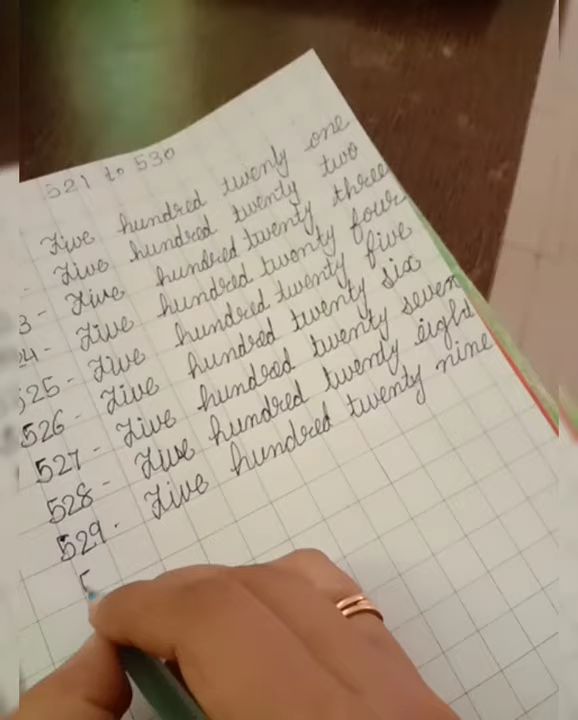 521 to 530
Five hundred twenty one
- Five hundred twenty two
3 - Five hundred twenty three
24 - Five hundred twenty four
525 - Five hundred twenty five
526 - Five hundred twenty six
527 - Five hundred twenty seven
528 - Five hundred twenty eight
529 - Five hundred twenty nine
5